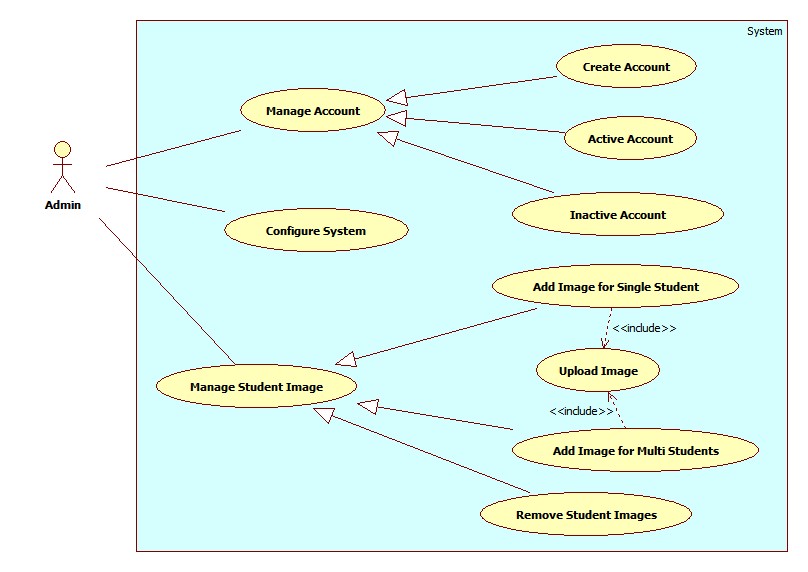 System
Create Account
Manage Account
Active Account
Admin
Inactive Account
Configure System
Add Image for Single Student
<<include>>
Upload Image
Manage Student Image
<<include>>
Add Image for Multi Students
Remove Student Images